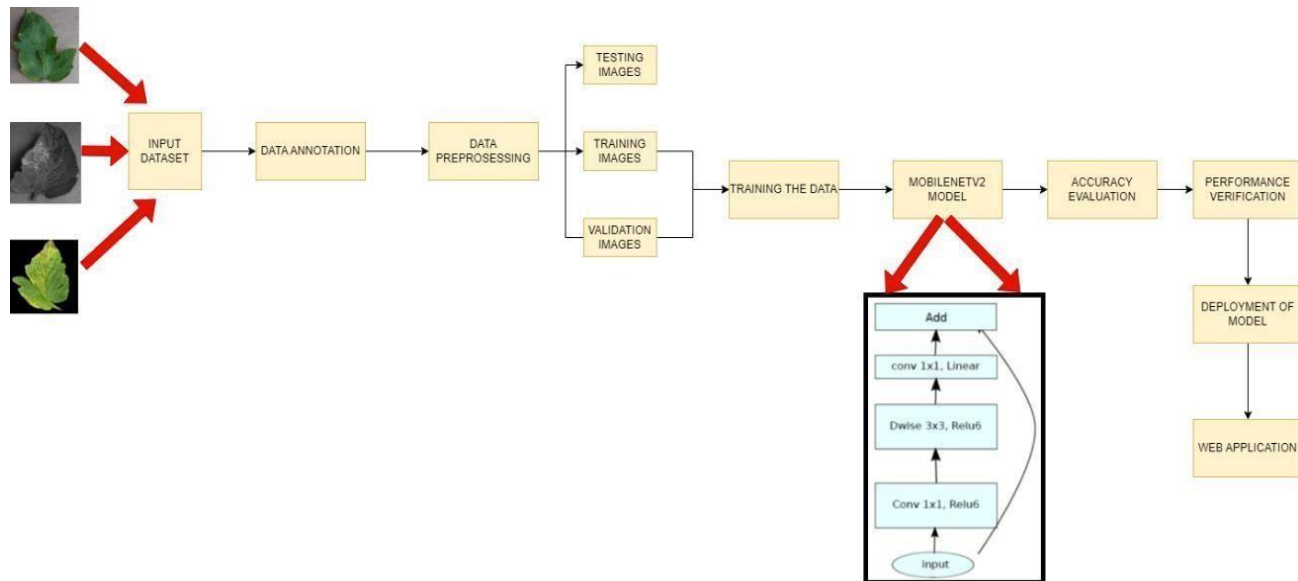 INPUT
DATASET
DATA ANNOTATION
DATA
PREPROSESSING
TESTING
IMAGES
TRAINING
IMAGES
VALIDATION
IMAGES
TRAINING THE DATA
MOBILENETV2
MODEL
ACCURACY
EVALUATION
PERFORMANCE
VERIFICATION
DEPLOYMENT OF
MODEL
WEB APPLICATION
Add
conv 1x1, Linear
Dwise 3x3, Relu6
Conv 1x1, Relu6
input